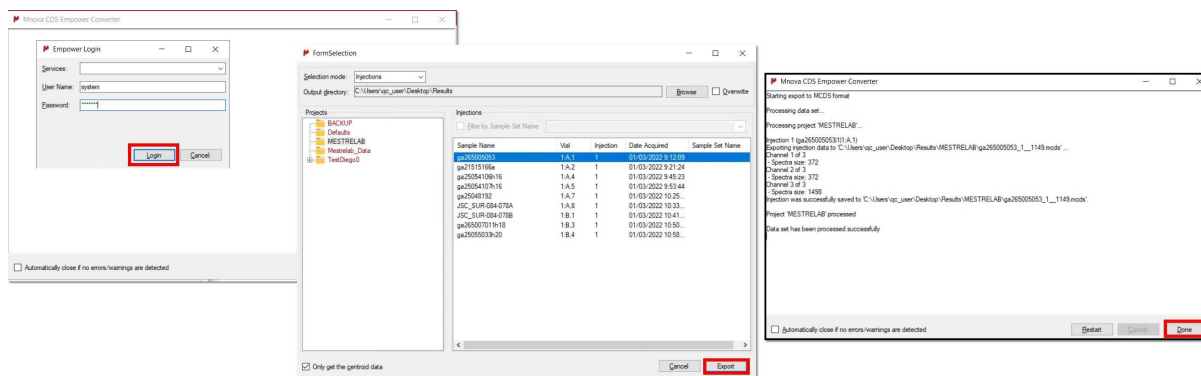 Mnova CDS Empower Converter
Empower Login
Services:
User Name: system
Password: *******
Login Cancel
Automatically close if no errors/warnings are detected
FormSelection
Selection mode: Injections
Output directory: C:\Users\qc_user\Desktop\Results Browse Overwrite
Projects
BACKUP
Defaults
MESTRELAB
Mestrelab_Data
TestDiego0
Injections
Filter by Sample Set Name
Sample Name Vial Injection Date Acquired Sample Set Name
ga265005053 1:A,1 1 01/03/2022 9:12:09
ga21515166a 1:A,2 1 01/03/2022 9:21:24
ga25054106h16 1:A,4 1 01/03/2022 9:45:23
ga25054107h16 1:A,5 1 01/03/2022 9:53:44
ga25048192 1:A,7 1 01/03/2022 10:25...
JSC_SUR-084-078A 1:A,8 1 01/03/2022 10:33...
JSC_SUR-084-078B 1:B,1 1 01/03/2022 10:41...
ga265007011h18 1:B,3 1 01/03/2022 10:50...
ga25055033h20 1:B,4 1 01/03/2022 10:58...
Only get the centroid data
Cancel Export
Mnova CDS Empower Converter
Starting export to MCDS format
Processing data set...
Processing project 'MESTRELAB'...
Injection 1 (ga265005053|1|1:A,1)
Exporting injection data to 'C:\Users\qc_user\Desktop\Results\MESTRELAB\ga265005053_1__1149.mcds' ...
Channel 1 of 3
- Spectra size: 372
Channel 2 of 3
- Spectra size: 372
Channel 3 of 3
- Spectra size: 1498
Injection was successfully saved to 'C:\Users\qc_user\Desktop\Results\MESTRELAB\ga265005053_1__1149.mcds'.
Project 'MESTRELAB' processed
Data set has been processed successfully
Automatically close if no errors/warnings are detected
Restart Cancel Done